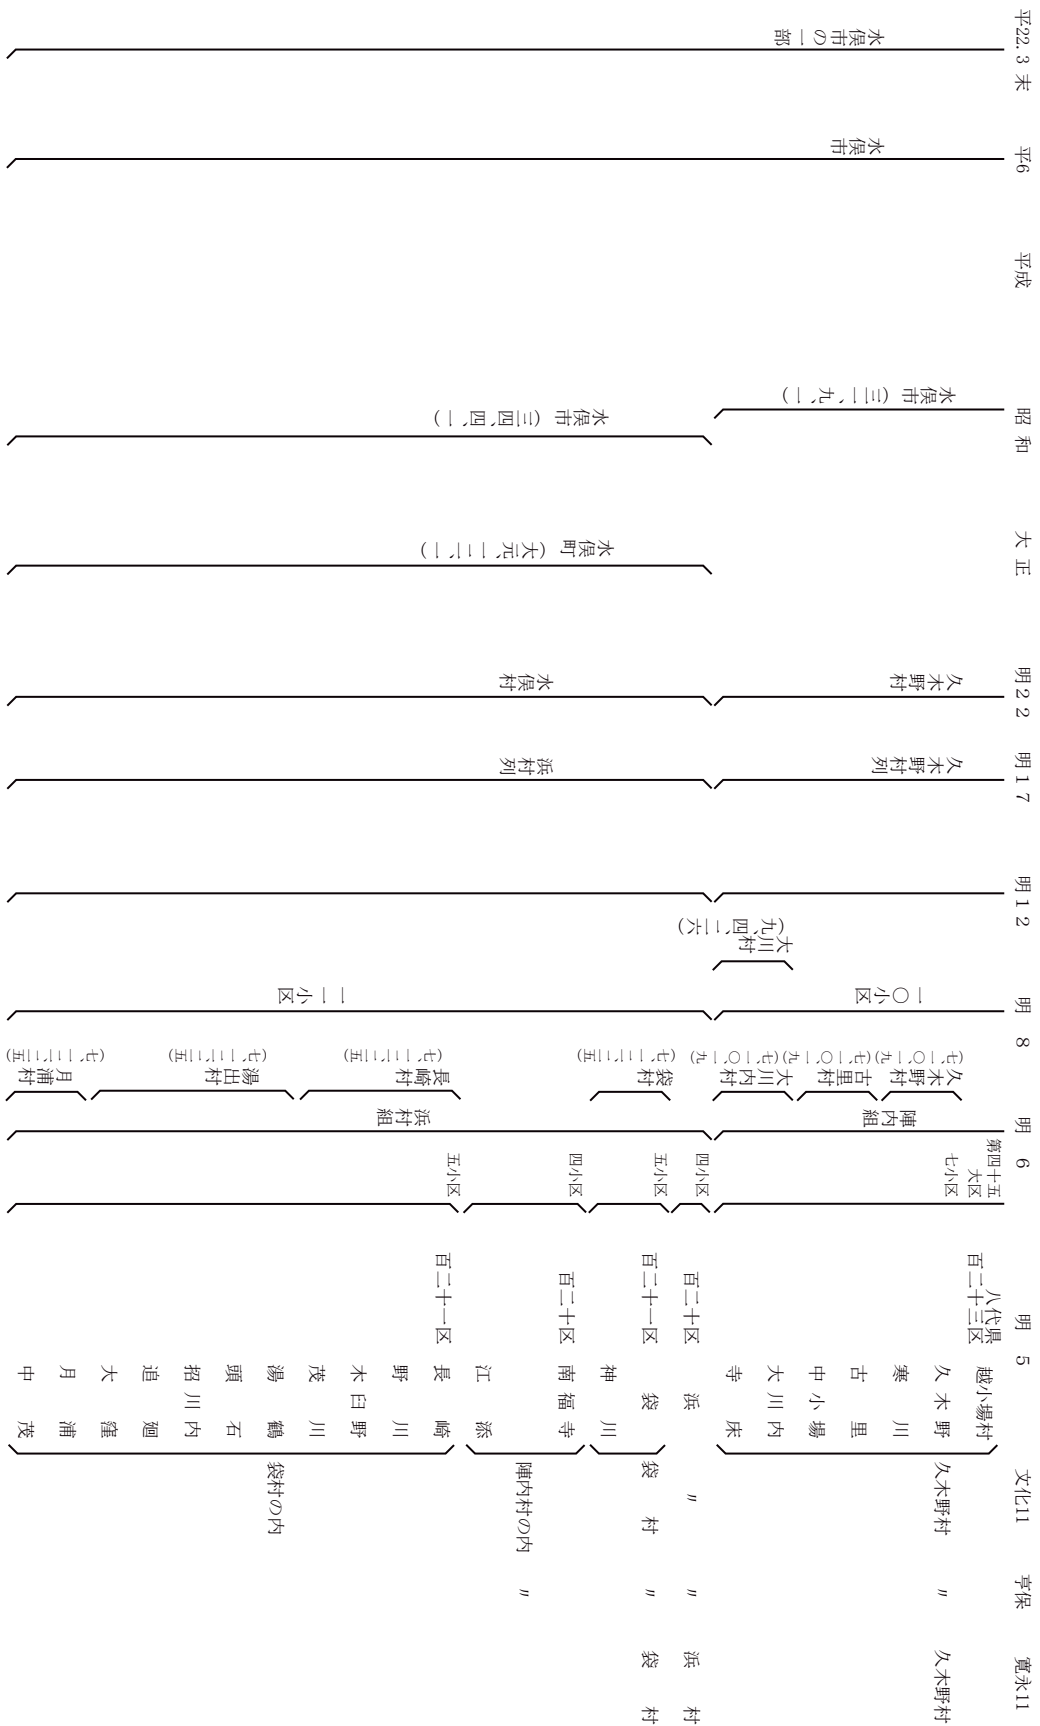 平22.3末
平6
平成
昭和
大正
明22
明17
明12
明8
明6
明5
文化11
享保
寛永11
水俣市の一部
水俣市
水俣市(三一、九、一)
水俣市(三四、四、一)
水俣町(大元、一二、一)
久木野村
水俣村
久木野村列
浜村列
大川村
(九、四、二六)
一〇小区
一一小区
久木野村
(七、一〇、一九)
古里村
(七、一〇、一九)
大川内村
(七、一〇、一九)
袋村
(七、一二、二五)
長崎村
(七、一二、二五)
湯出村
(七、一二、二五)
月浦村
(七、一二、二五)
陣内組
浜村組
第四十五
大区
七小区
四小区
五小区
四小区
五小区
八代県
百二十三区
百二十区
百二十一区
百二十区
百二十一区
越小場村
久木野
寒川
古里
中小場
大川内
寺床
浜
袋
神川
南福寺
江添
長崎
野川
木臼野
茂川
湯鶴
頭石
招川内
追廻
大窪
月浦
中茂
久木野村
〃
袋村
陣内村の内
袋村の内
〃
〃
〃
〃
久木野村
浜村
袋村